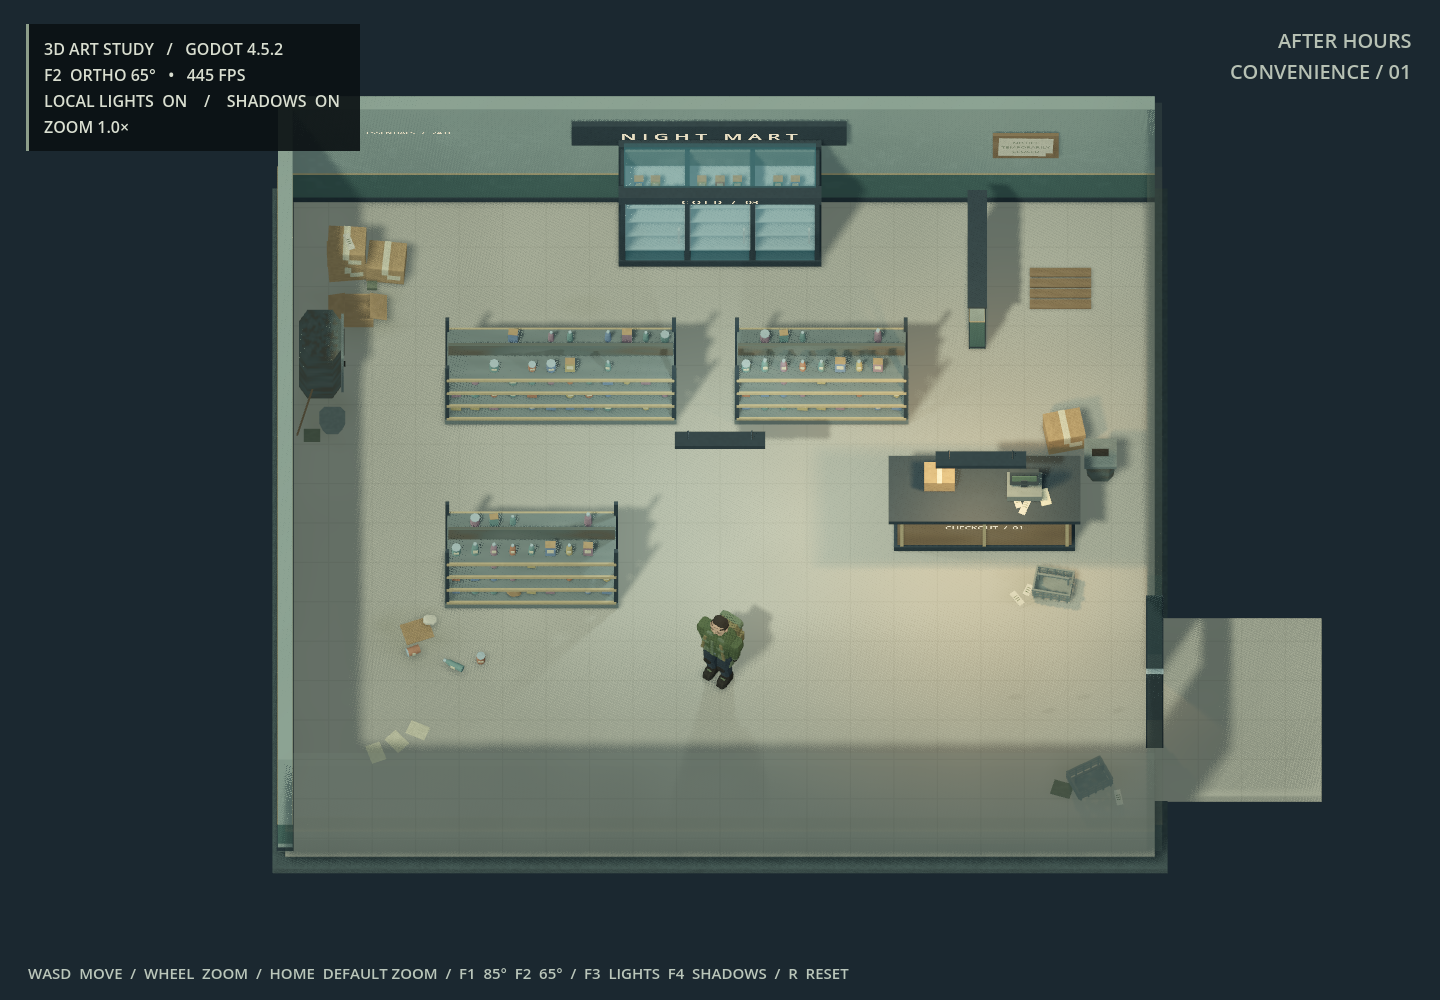 3D ART STUDY / GODOT 4.5.2
F2 ORTHO 65° • 445 FPS
LOCAL LIGHTS ON / SHADOWS ON
ZOOM 1.0×
AFTER HOURS
CONVENIENCE / 01
NIGHT MART
CHECKOUT / 01
WASD MOVE / WHEEL ZOOM / HOME DEFAULT ZOOM / F1 85° F2 65° / F3 LIGHTS F4 SHADOWS / R RESET